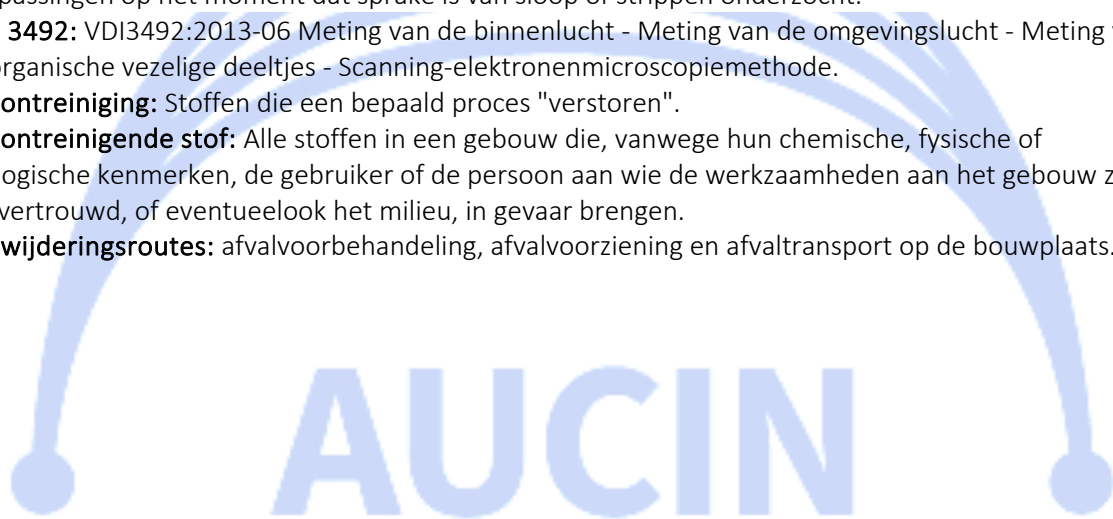 passingen op het moment dat sprake is van sloop of strippen onderzocht.
3492: VDI3492:2013-06 Meting van de binnenlucht - Meting van de omgevingslucht - Meting
organische vezelige deeltjes - Scanning-elektronenmicroscopiemethode.
ontreiniging: Stoffen die een bepaald proces "verstoren".
ontreinigende stof: Alle stoffen in een gebouw die, vanwege hun chemische, fysische of
ogische kenmerken, de gebruiker of de persoon aan wie de werkzaamheden aan het gebouw z
vertrouwd, of eventueelook het milieu, in gevaar brengen.
wijderingsroutes: afvalvoorbehandeling, afvalvoorziening en afvaltransport op de bouwplaats.
AUCIN